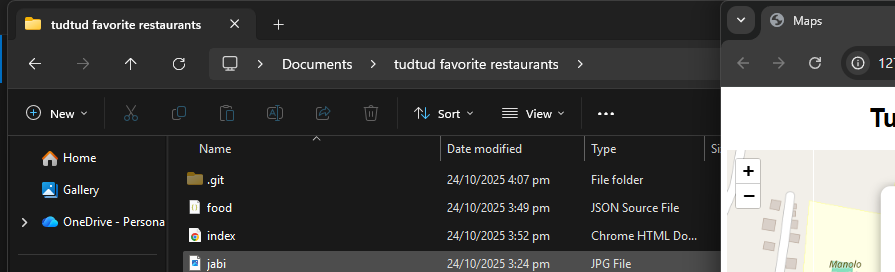 tudtud favorite restaurants
Maps
Documents
tudtud favorite restaurants
127
New
Sort
View
Tu
Name
Date modified
Type
Si
Home
Gallery
OneDrive - Persona
.git
24/10/2025 4:07 pm
File folder
food
24/10/2025 3:49 pm
JSON Source File
index
24/10/2025 3:52 pm
Chrome HTML Do...
jabi
24/10/2025 3:24 pm
JPG File
+
−
Manolo